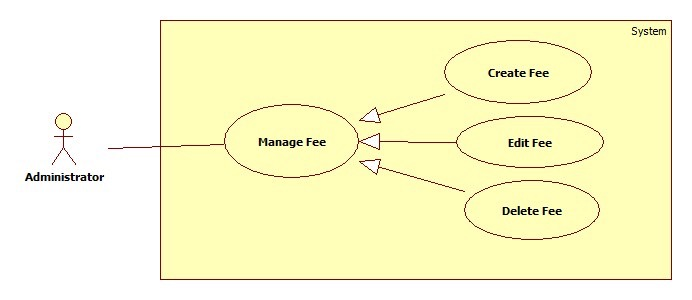 System
Create Fee
Manage Fee
Edit Fee
Administrator
Delete Fee